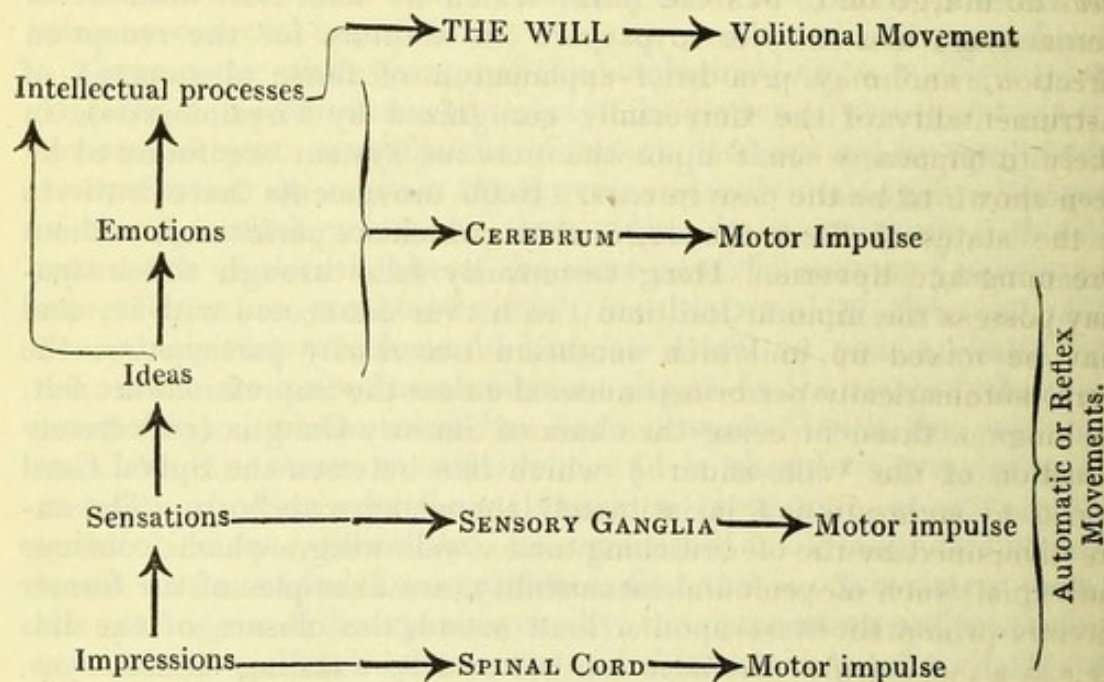 THE WILL Volitional Movement
Intellectual processes
Emotions CEREBRUM Motor Impulse
Ideas
Sensations SENSORY GANGLIA Motor impulse
Impressions SPINAL CORD Motor impulse
Automatic or Reflex
Movements.